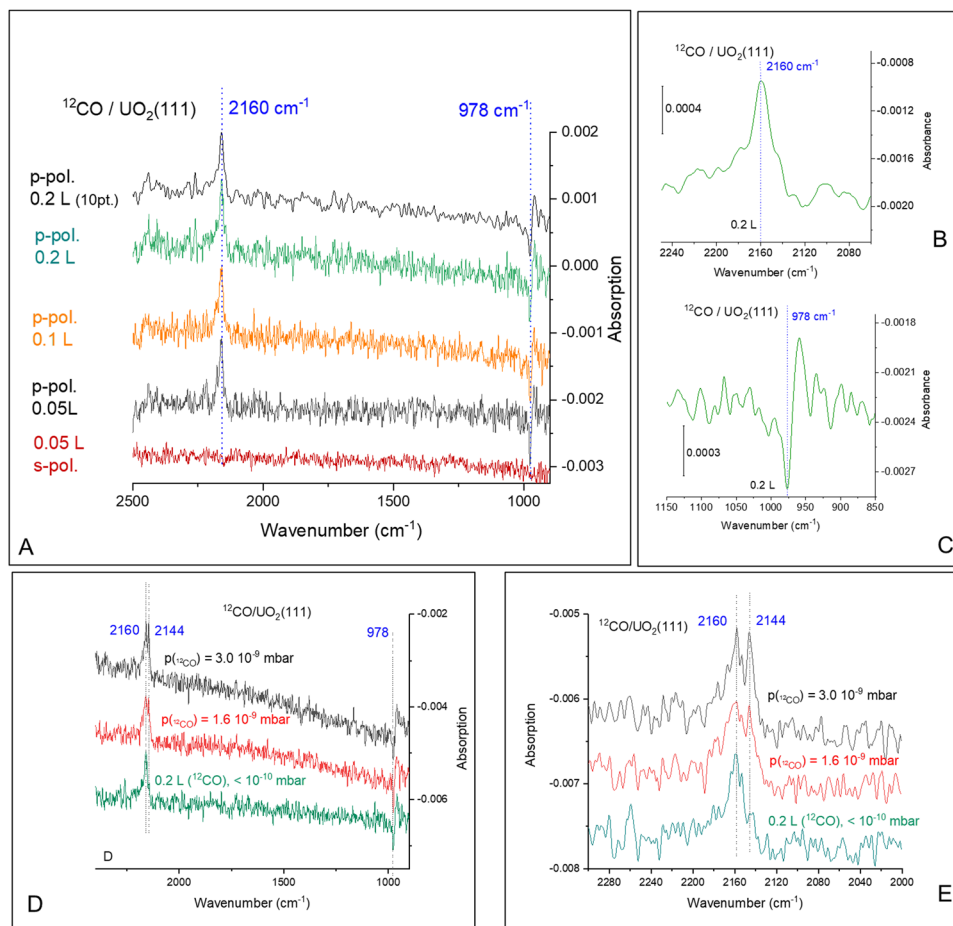 ¹²CO / UO₂(111)
2160 cm⁻¹
978 cm⁻¹
p-pol.
0.2 L (10pt.)
p-pol.
0.2 L
p-pol.
0.1 L
p-pol.
0.05L
0.05 L
s-pol.
0.002
0.001
0.000
-0.001
-0.002
-0.003
Absorption
2500 2000 1500 1000
Wavenumber (cm⁻¹)
A
¹²CO / UO₂(111)
2160 cm⁻¹
0.0004
-0.0008
-0.0012
-0.0016
-0.0020
Absorbance
0.2 L
2240 2200 2160 2120 2080
Wavenumber (cm⁻¹)
B
¹²CO / UO₂(111)
978 cm⁻¹
-0.0018
-0.0021
-0.0024
-0.0027
Absorbance
0.0003
0.2 L
1150 1100 1050 1000 950 900 850
Wavenumber (cm⁻¹)
C
¹²CO/UO₂(111)
2160 2144 978
p(¹²CO) = 3.0 10⁻⁹ mbar
p(¹²CO) = 1.6 10⁻⁹ mbar
0.2 L (¹²CO), < 10⁻¹⁰ mbar
-0.002
-0.004
-0.006
Absorption
D
2000 1500 1000
Wavenumber (cm⁻¹)
D
¹²CO/UO₂(111)
2160 2144
p(¹²CO) = 3.0 10⁻⁹ mbar
p(¹²CO) = 1.6 10⁻⁹ mbar
0.2 L (¹²CO), < 10⁻¹⁰ mbar
-0.005
-0.006
-0.007
-0.008
Absorption
2280 2240 2200 2160 2120 2080 2040 2000
Wavenumber (cm⁻¹)
E